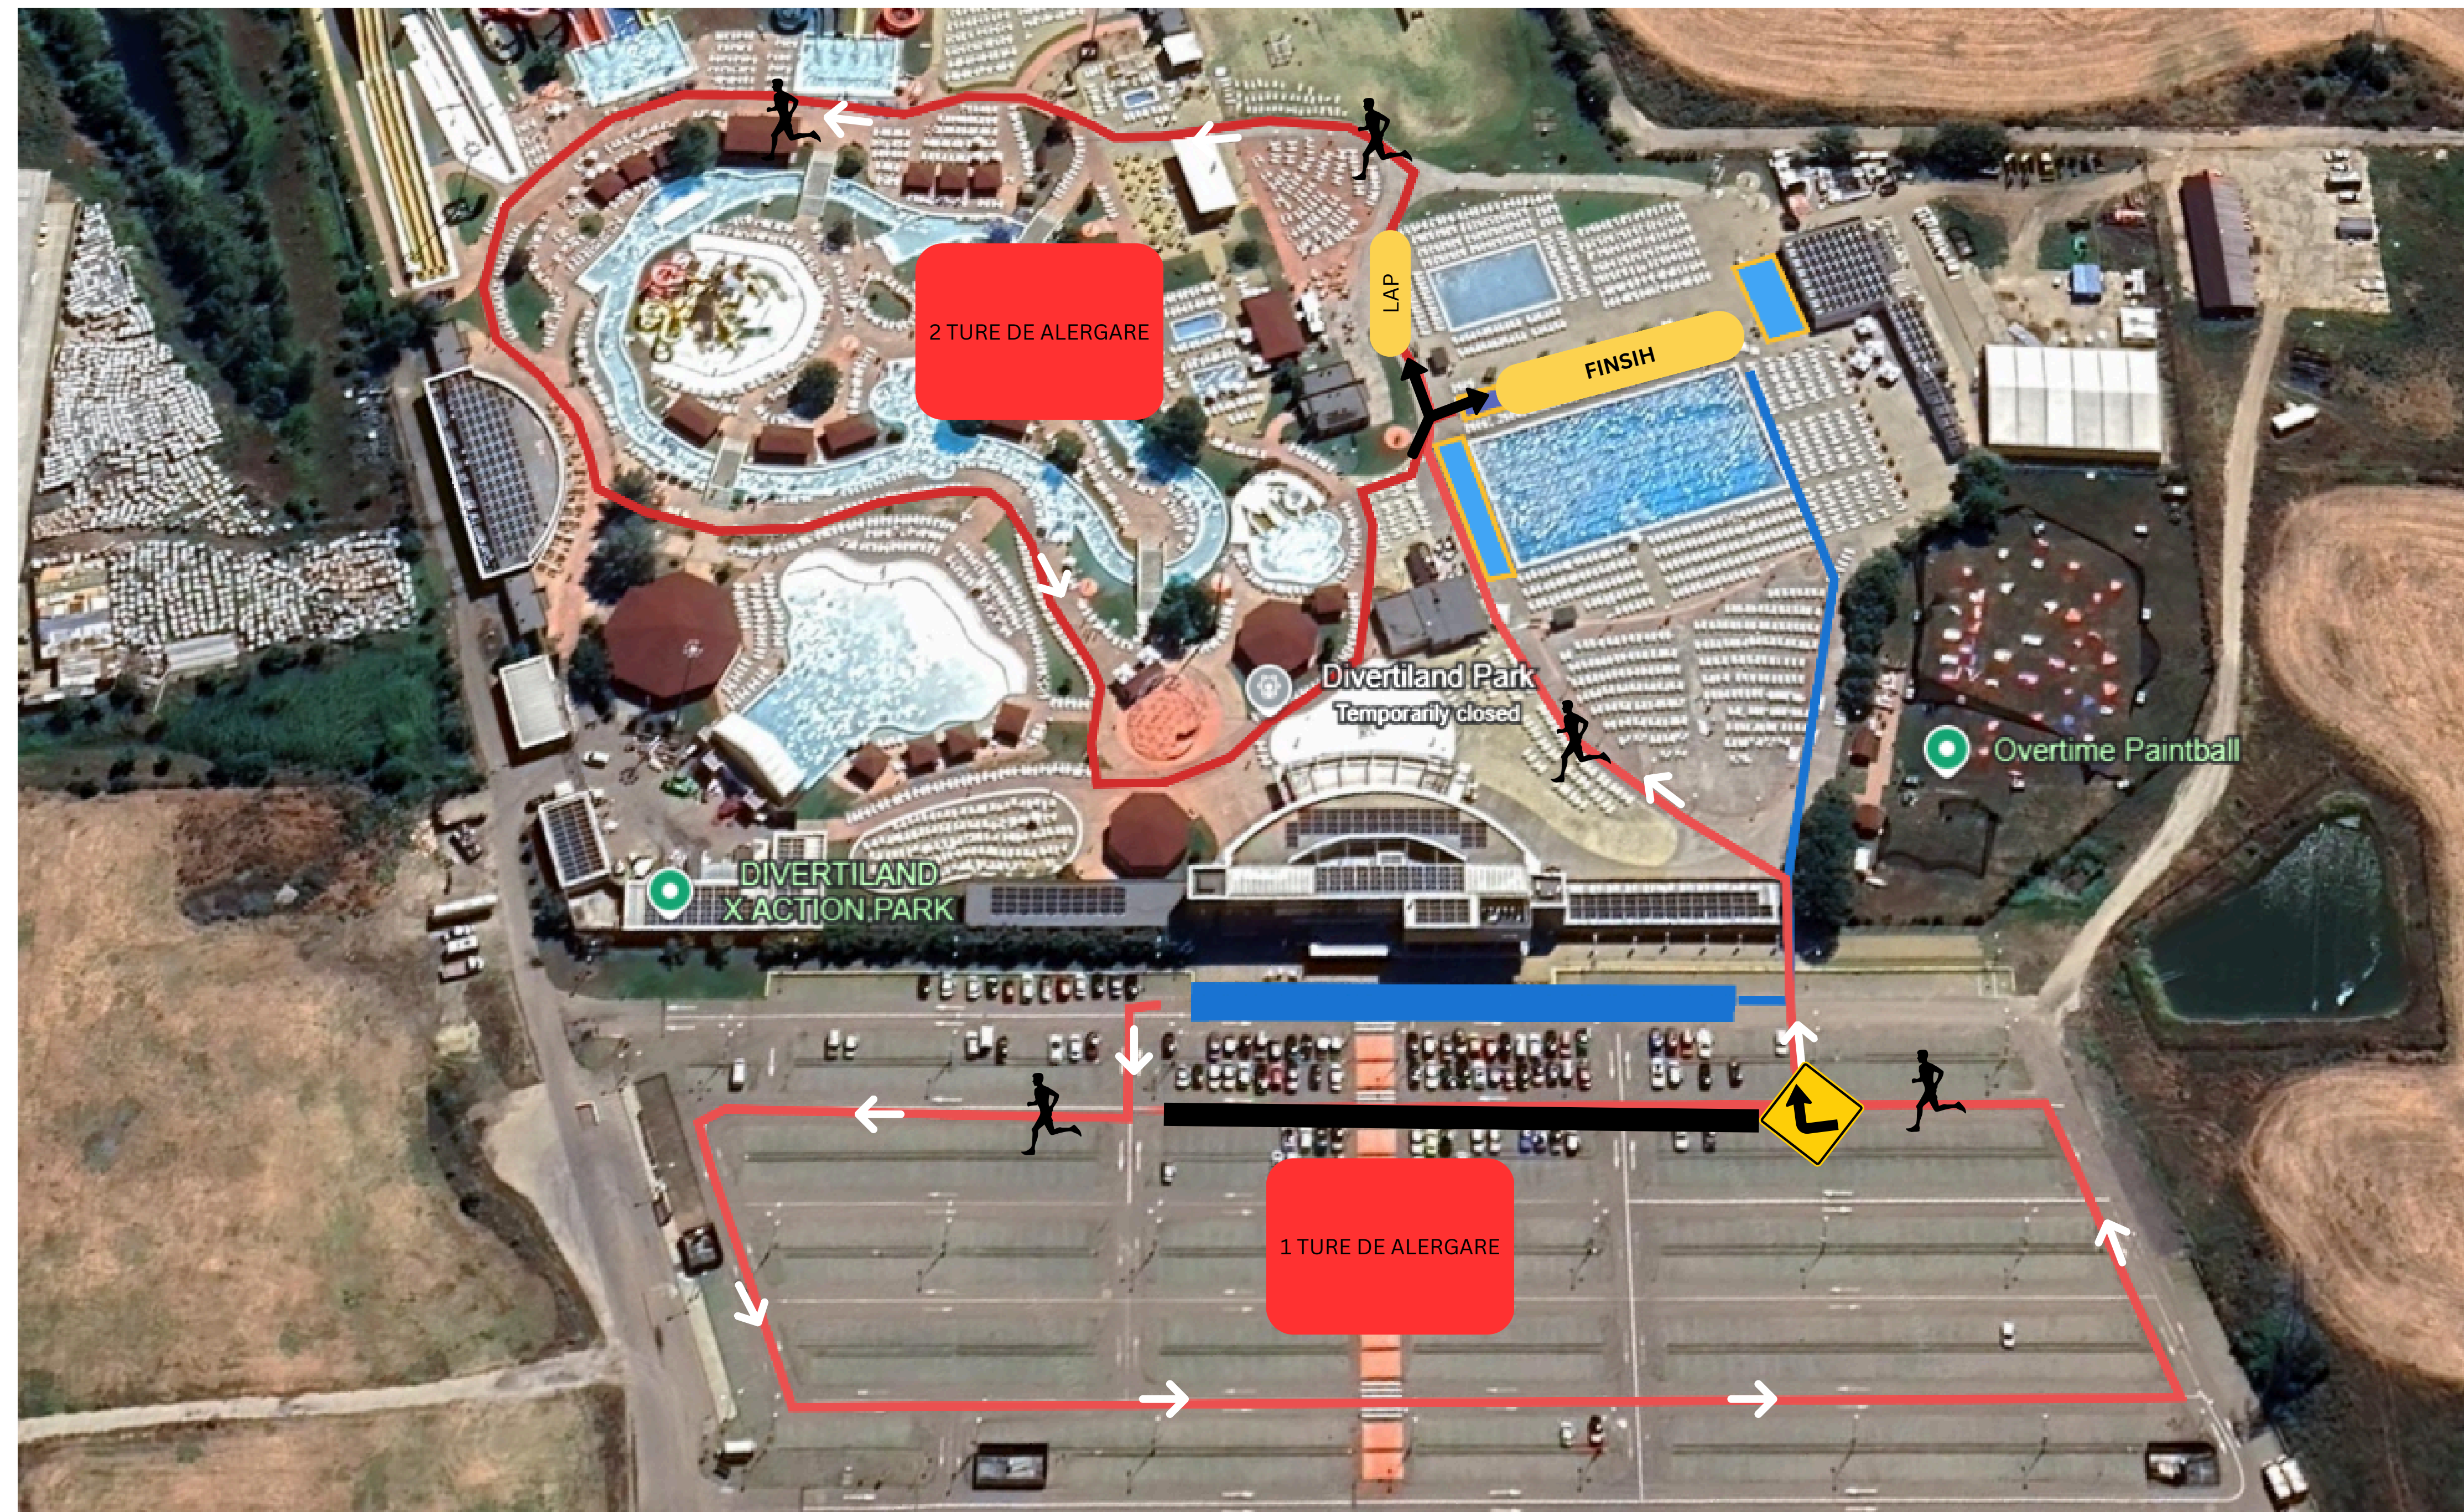 LAP
2 TURE DE ALERGARE
FINSIH
Divertiland Park
Temporarily closed
Overtime Paintball
DIVERTILAND
X ACTION PARK
1 TURE DE ALERGARE